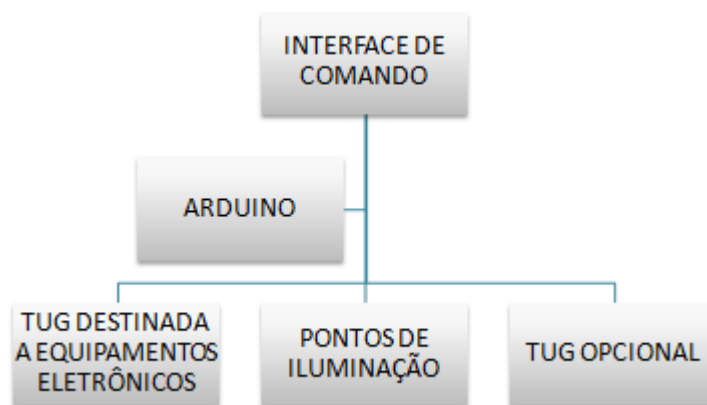 INTERFACE DE
COMANDO
ARDUINO
TUG DESTINADA
A EQUIPAMENTOS
ELETRÔNICOS
PONTOS DE
ILUMINAÇÃO
TUG OPCIONAL